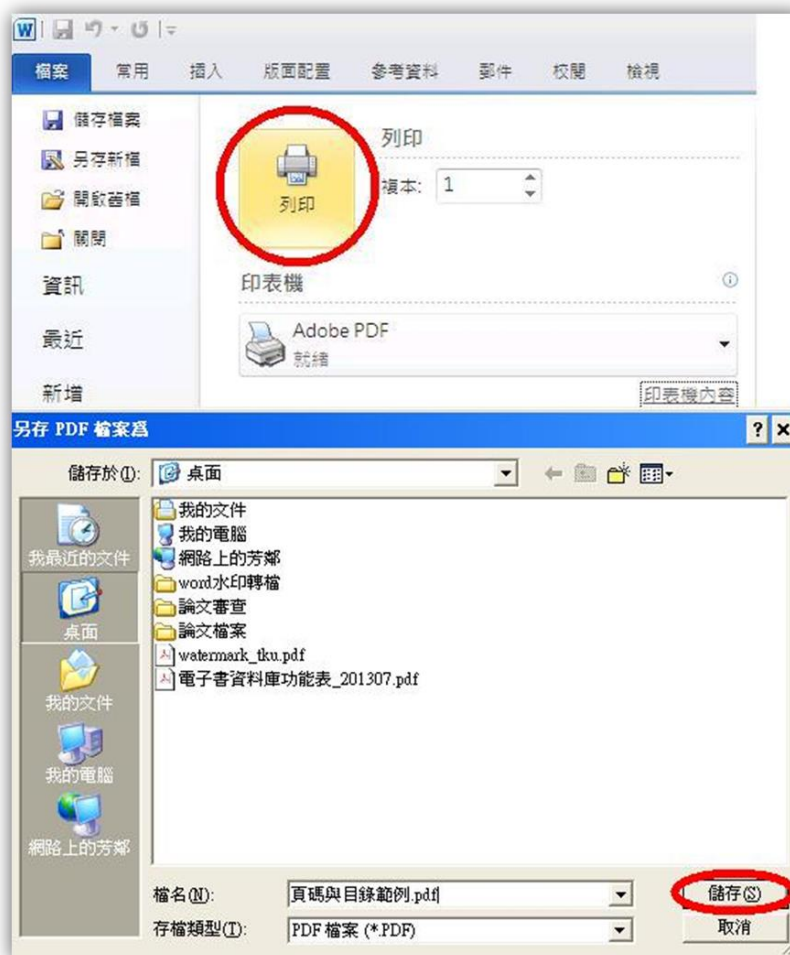 檔案 常用 插入 版面配置 參考資料 郵件 校閱 檢視
儲存檔案
另存新檔
開啟舊檔
關閉
資訊
最近
新增
列印
列印
複本: 1
印表機
Adobe PDF
就緒
印表機內容
另存 PDF 檔案為
儲存於(I): 桌面
我最近的文件
桌面
我的文件
我的電腦
網路上的芳鄰
我的文件
我的電腦
網路上的芳鄰
word水印轉檔
論文審查
論文檔案
watermark_tku.pdf
電子書資料庫功能表_201307.pdf
檔名(N): 頁碼與目錄範例.pdf 儲存(S)
存檔類型(T): PDF 檔案 (*.PDF) 取消